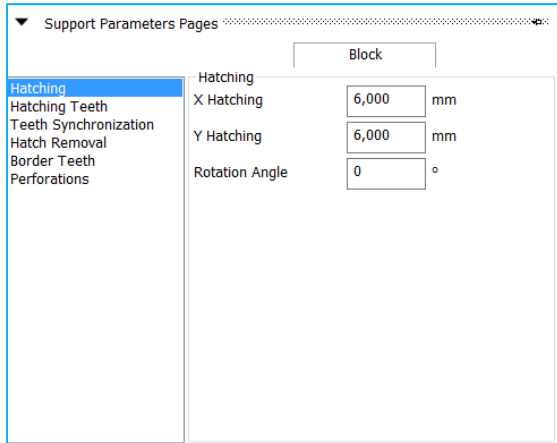 Support Parameters Pages
Block
Hatching
Hatching Teeth
Teeth Synchronization
Hatch Removal
Border Teeth
Perforations
Hatching
X Hatching 6,000 mm
Y Hatching 6,000 mm
Rotation Angle 0 °